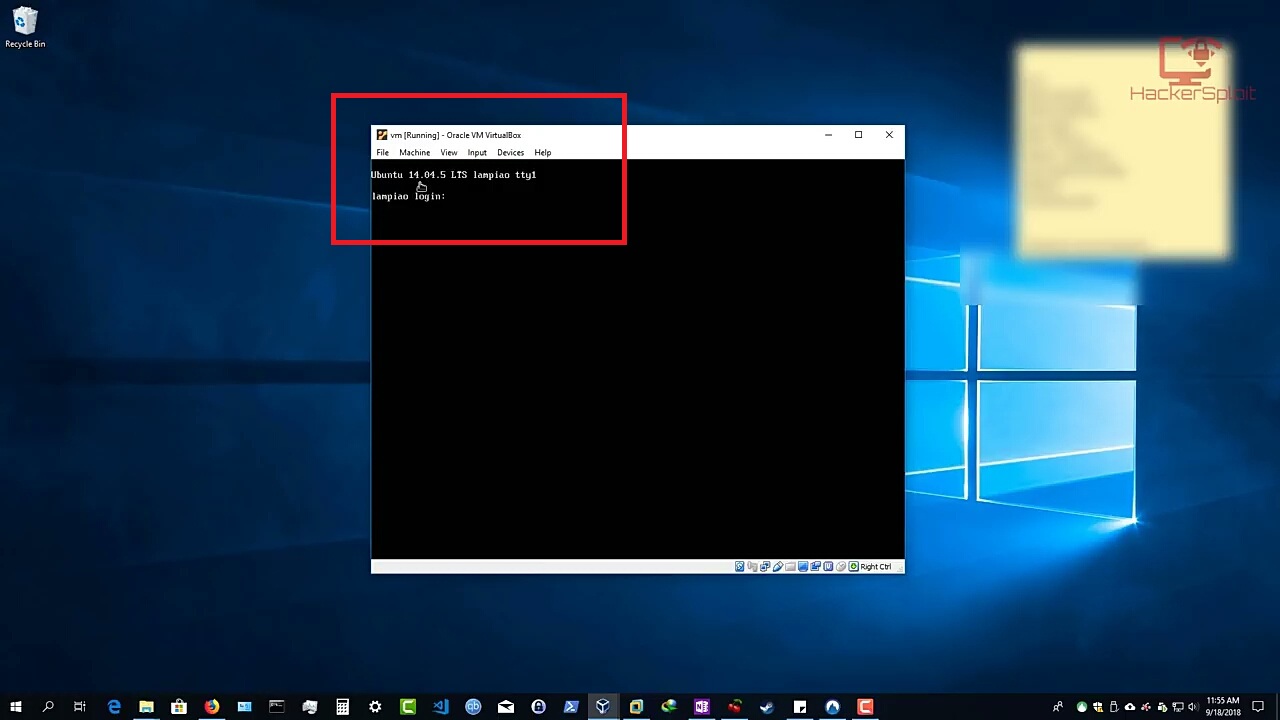 Recycle Bin
HackerSploit
vm [Running] - Oracle VM VirtualBox
File Machine View Input Devices Help
Ubuntu 14.04.5 LTS lampiao tty1
lampiao login:
Right Ctrl
11:55 AM
9/18/2018